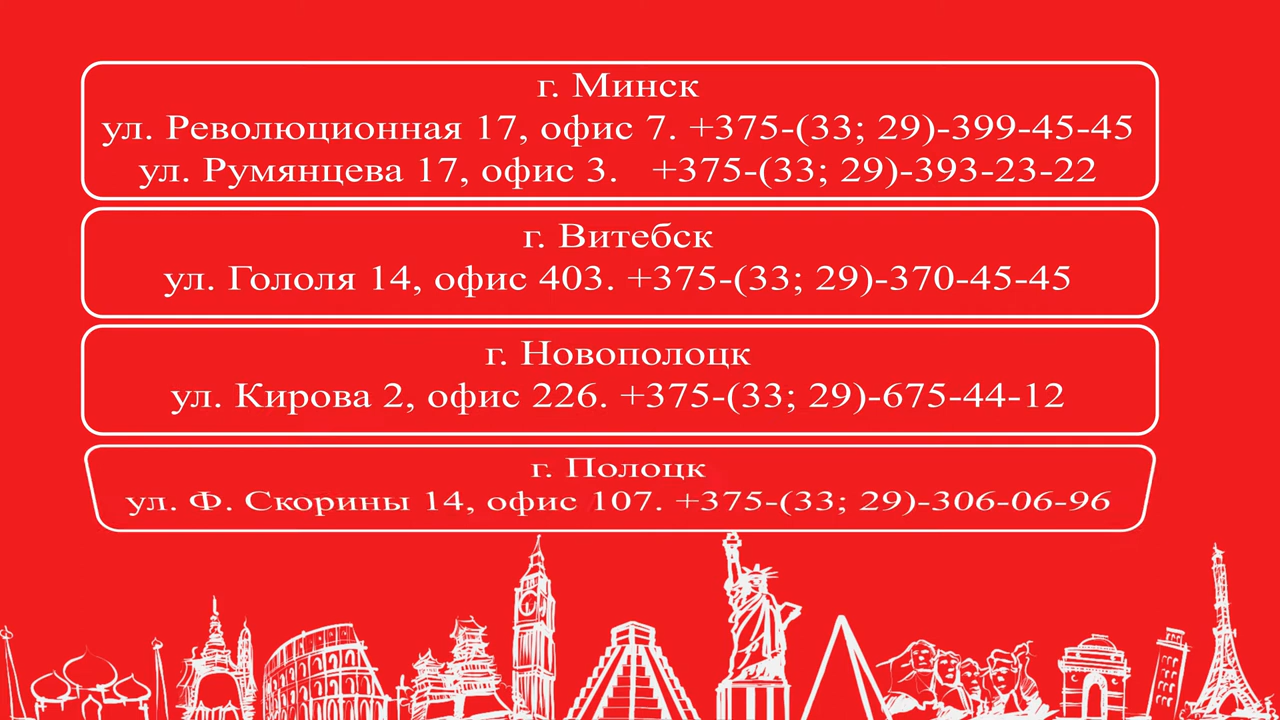 г. Минск
ул. Революционная 17, офис 7. +375-(33; 29)-399-45-45
ул. Румянцева 17, офис 3. +375-(33; 29)-393-23-22
г. Витебск
ул. Гололя 14, офис 403. +375-(33; 29)-370-45-45
г. Новополоцк
ул. Кирова 2, офис 226. +375-(33; 29)-675-44-12
г. Полоцк
ул. Ф. Скорины 14, офис 107. +375-(33; 29)-306-06-96